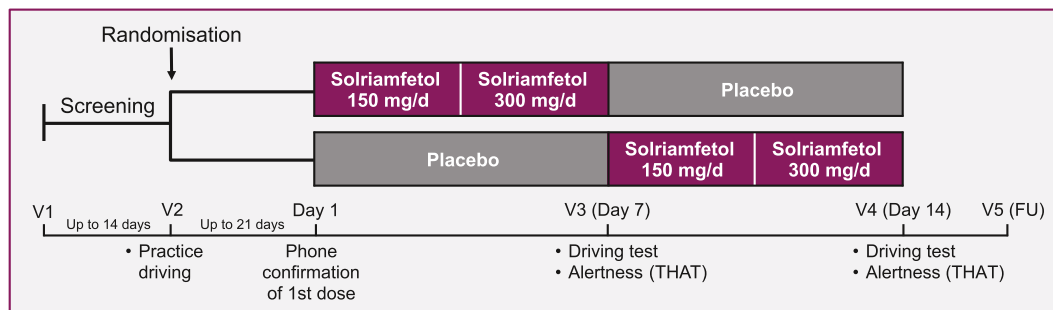 Randomisation
Screening
Solriamfetol
150 mg/d
Solriamfetol
300 mg/d
Placebo
Placebo
Solriamfetol
150 mg/d
Solriamfetol
300 mg/d
V1
Up to 14 days
V2
Up to 21 days
Day 1
V3 (Day 7)
V4 (Day 14)
V5 (FU)
• Practice
driving
Phone
confirmation
of 1st dose
• Driving test
• Alertness (THAT)
• Driving test
• Alertness (THAT)